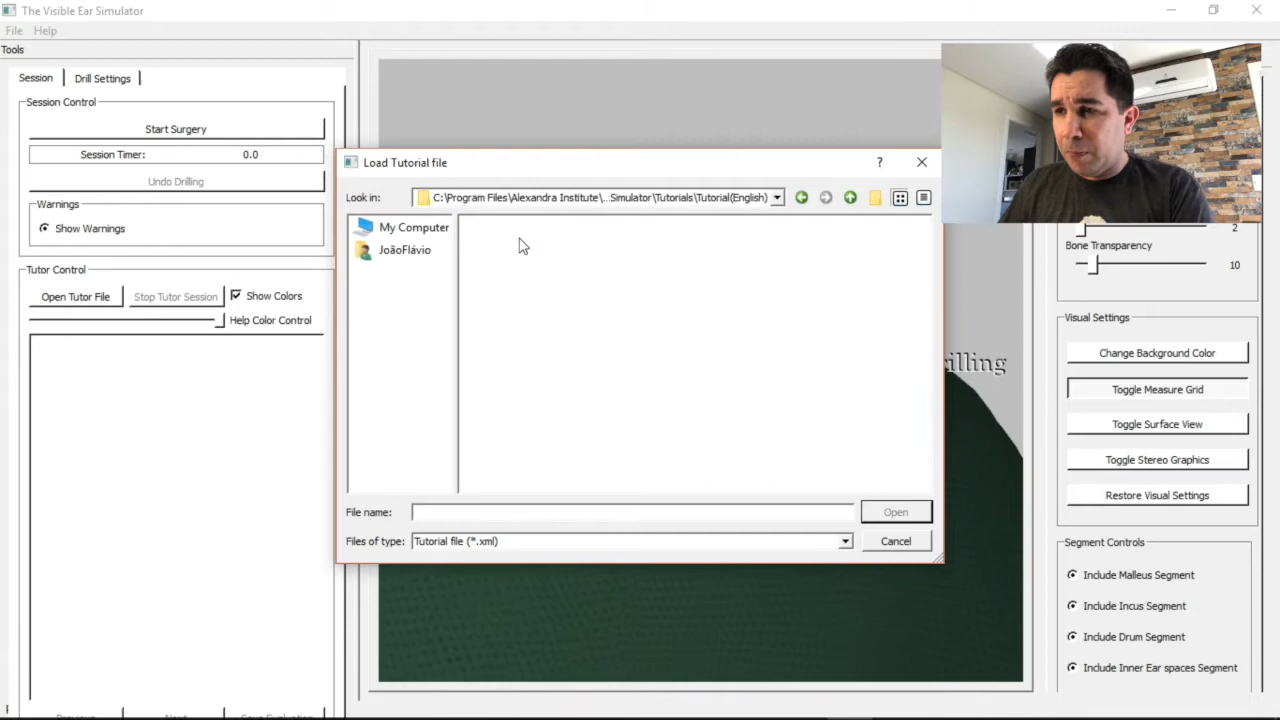 The Visible Ear Simulator
File Help
Tools
Session Drill Settings
Session Control
Start Surgery
Session Timer: 0.0
Undo Drilling
Warnings
Show Warnings
Tutor Control
Open Tutor File Stop Tutor Session Show Colors
Help Color Control
Load Tutorial file
?
Look in: C:\Program Files\Alexandra Institute\...Simulator\Tutorials\Tutorial(English)
My Computer
JoãoFlávio
File name: Open
Files of type: Tutorial file (*.xml) Cancel
illing
2
Bone Transparency
10
Visual Settings
Change Background Color
Toggle Measure Grid
Toggle Surface View
Toggle Stereo Graphics
Restore Visual Settings
Segment Controls
Include Malleus Segment
Include Incus Segment
Include Drum Segment
Include Inner Ear spaces Segment